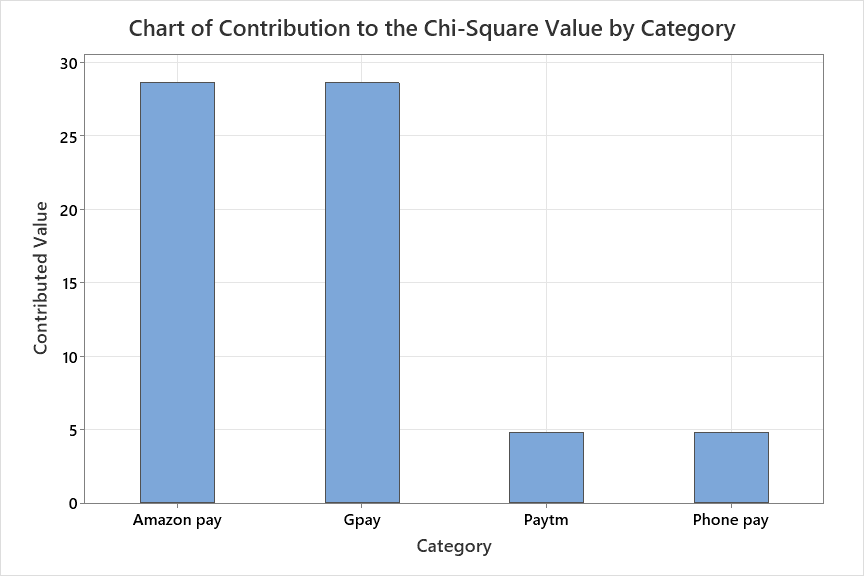 Chart of Contribution to the Chi-Square Value by Category
30
25
20
15
10
5
0
Contributed Value
Amazon pay
Gpay
Paytm
Phone pay
Category